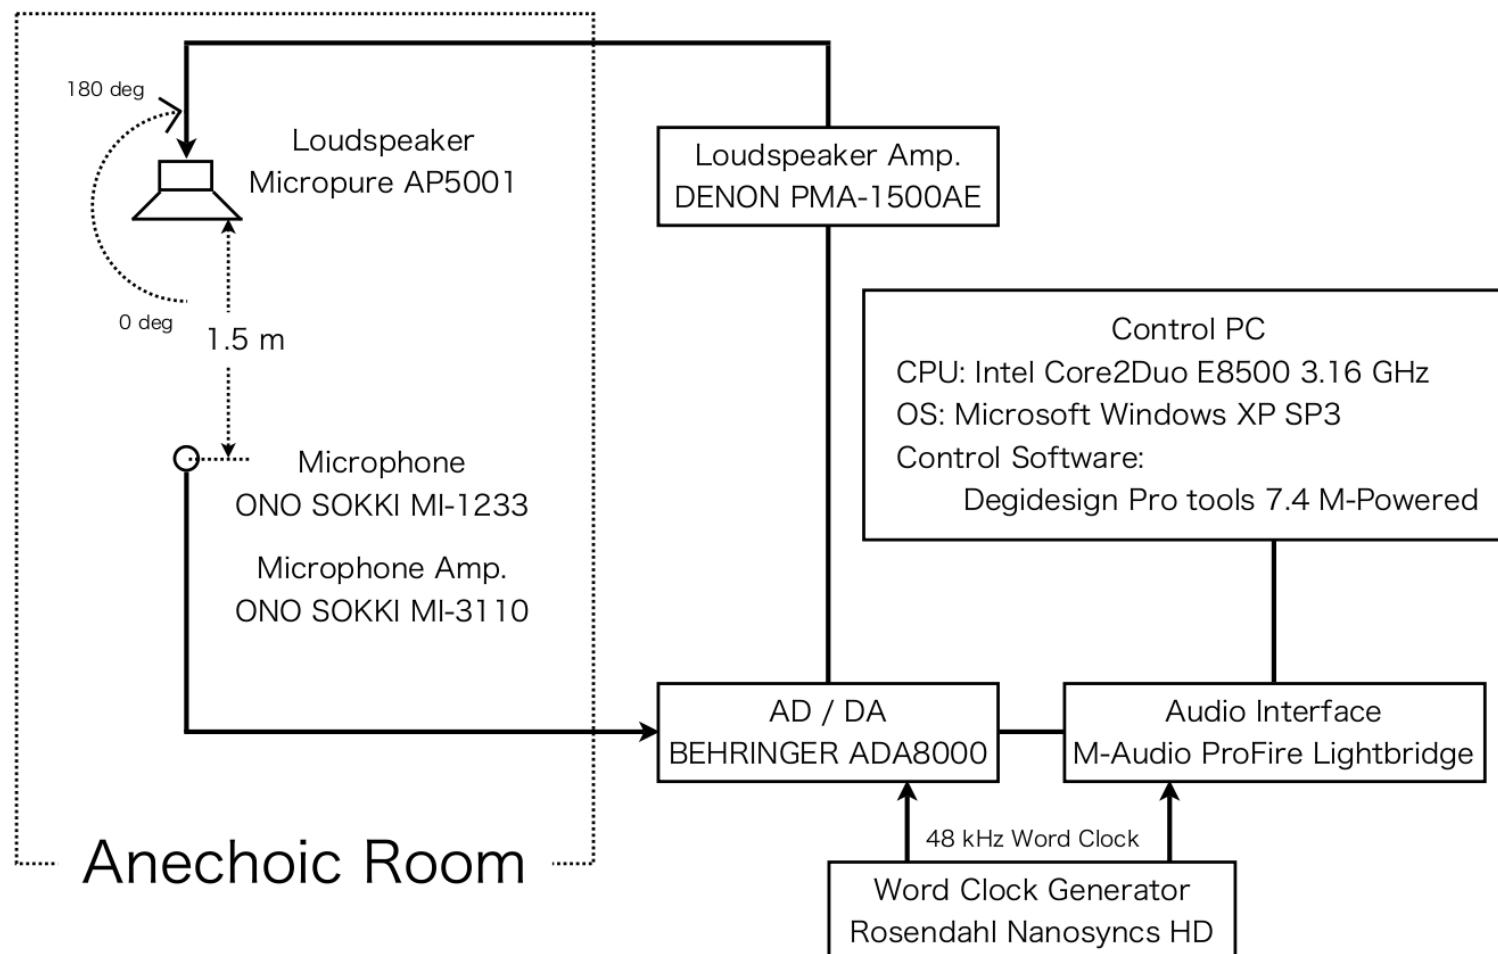 180 deg
Loudspeaker
Micropure AP5001
0 deg
1.5 m
Microphone
ONO SOKKI MI-1233
Microphone Amp.
ONO SOKKI MI-3110
Anechoic Room
Loudspeaker Amp.
DENON PMA-1500AE
Control PC
CPU: Intel Core2Duo E8500 3.16 GHz
OS: Microsoft Windows XP SP3
Control Software:
Degidesign Pro tools 7.4 M-Powered
AD / DA
BEHRINGER ADA8000
Audio Interface
M-Audio ProFire Lightbridge
48 kHz Word Clock
Word Clock Generator
Rosendahl Nanosyncs HD